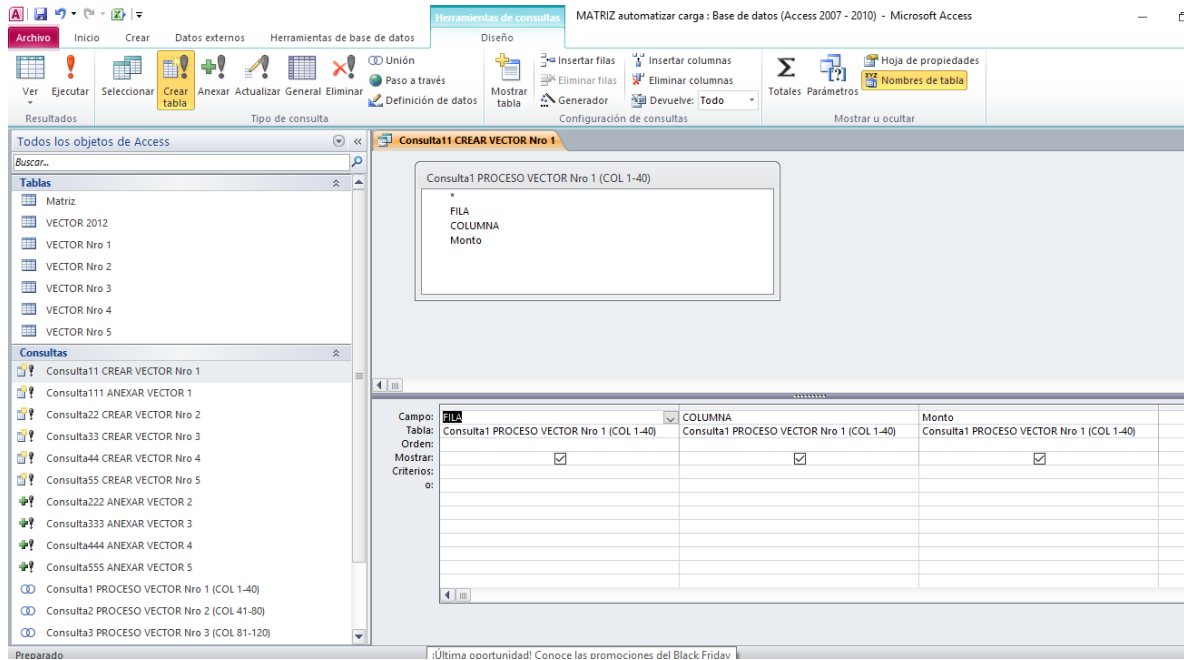 Herramientas de consultas
MATRIZ automatizar carga : Base de datos (Access 2007 - 2010) - Microsoft Access
Archivo Inicio Crear Datos externos Herramientas de base de datos Diseño
Ver Ejecutar Seleccionar Crear tabla Anexar Actualizar General Eliminar
Unión
Paso a través
Definición de datos
Mostrar tabla
Insertar filas
Eliminar filas
Generador
Insertar columnas
Eliminar columnas
Devuelve: Todo
Totales Parámetros
Hoja de propiedades
Nombres de tabla
Resultados Tipo de consulta Configuración de consultas Mostrar u ocultar
Todos los objetos de Access
Buscar...
Tablas
Matriz
VECTOR 2012
VECTOR Nro 1
VECTOR Nro 2
VECTOR Nro 3
VECTOR Nro 4
VECTOR Nro 5
Consultas
Consulta11 CREAR VECTOR Nro 1
Consulta111 ANEXAR VECTOR 1
Consulta22 CREAR VECTOR Nro 2
Consulta33 CREAR VECTOR Nro 3
Consulta44 CREAR VECTOR Nro 4
Consulta55 CREAR VECTOR Nro 5
Consulta222 ANEXAR VECTOR 2
Consulta333 ANEXAR VECTOR 3
Consulta444 ANEXAR VECTOR 4
Consulta555 ANEXAR VECTOR 5
Consulta1 PROCESO VECTOR Nro 1 (COL 1-40)
Consulta2 PROCESO VECTOR Nro 2 (COL 41-80)
Consulta3 PROCESO VECTOR Nro 3 (COL 81-120)
Consulta11 CREAR VECTOR Nro 1
Consulta1 PROCESO VECTOR Nro 1 (COL 1-40)
*
FILA
COLUMNA
Monto
Campo: FILA COLUMNA Monto
Tabla: Consulta1 PROCESO VECTOR Nro 1 (COL 1-40) Consulta1 PROCESO VECTOR Nro 1 (COL 1-40) Consulta1 PROCESO VECTOR Nro 1 (COL 1-40)
Orden:
Mostrar:
Criterios:
o:
Preparado
¡Última oportunidad! Conoce las promociones del Black Friday